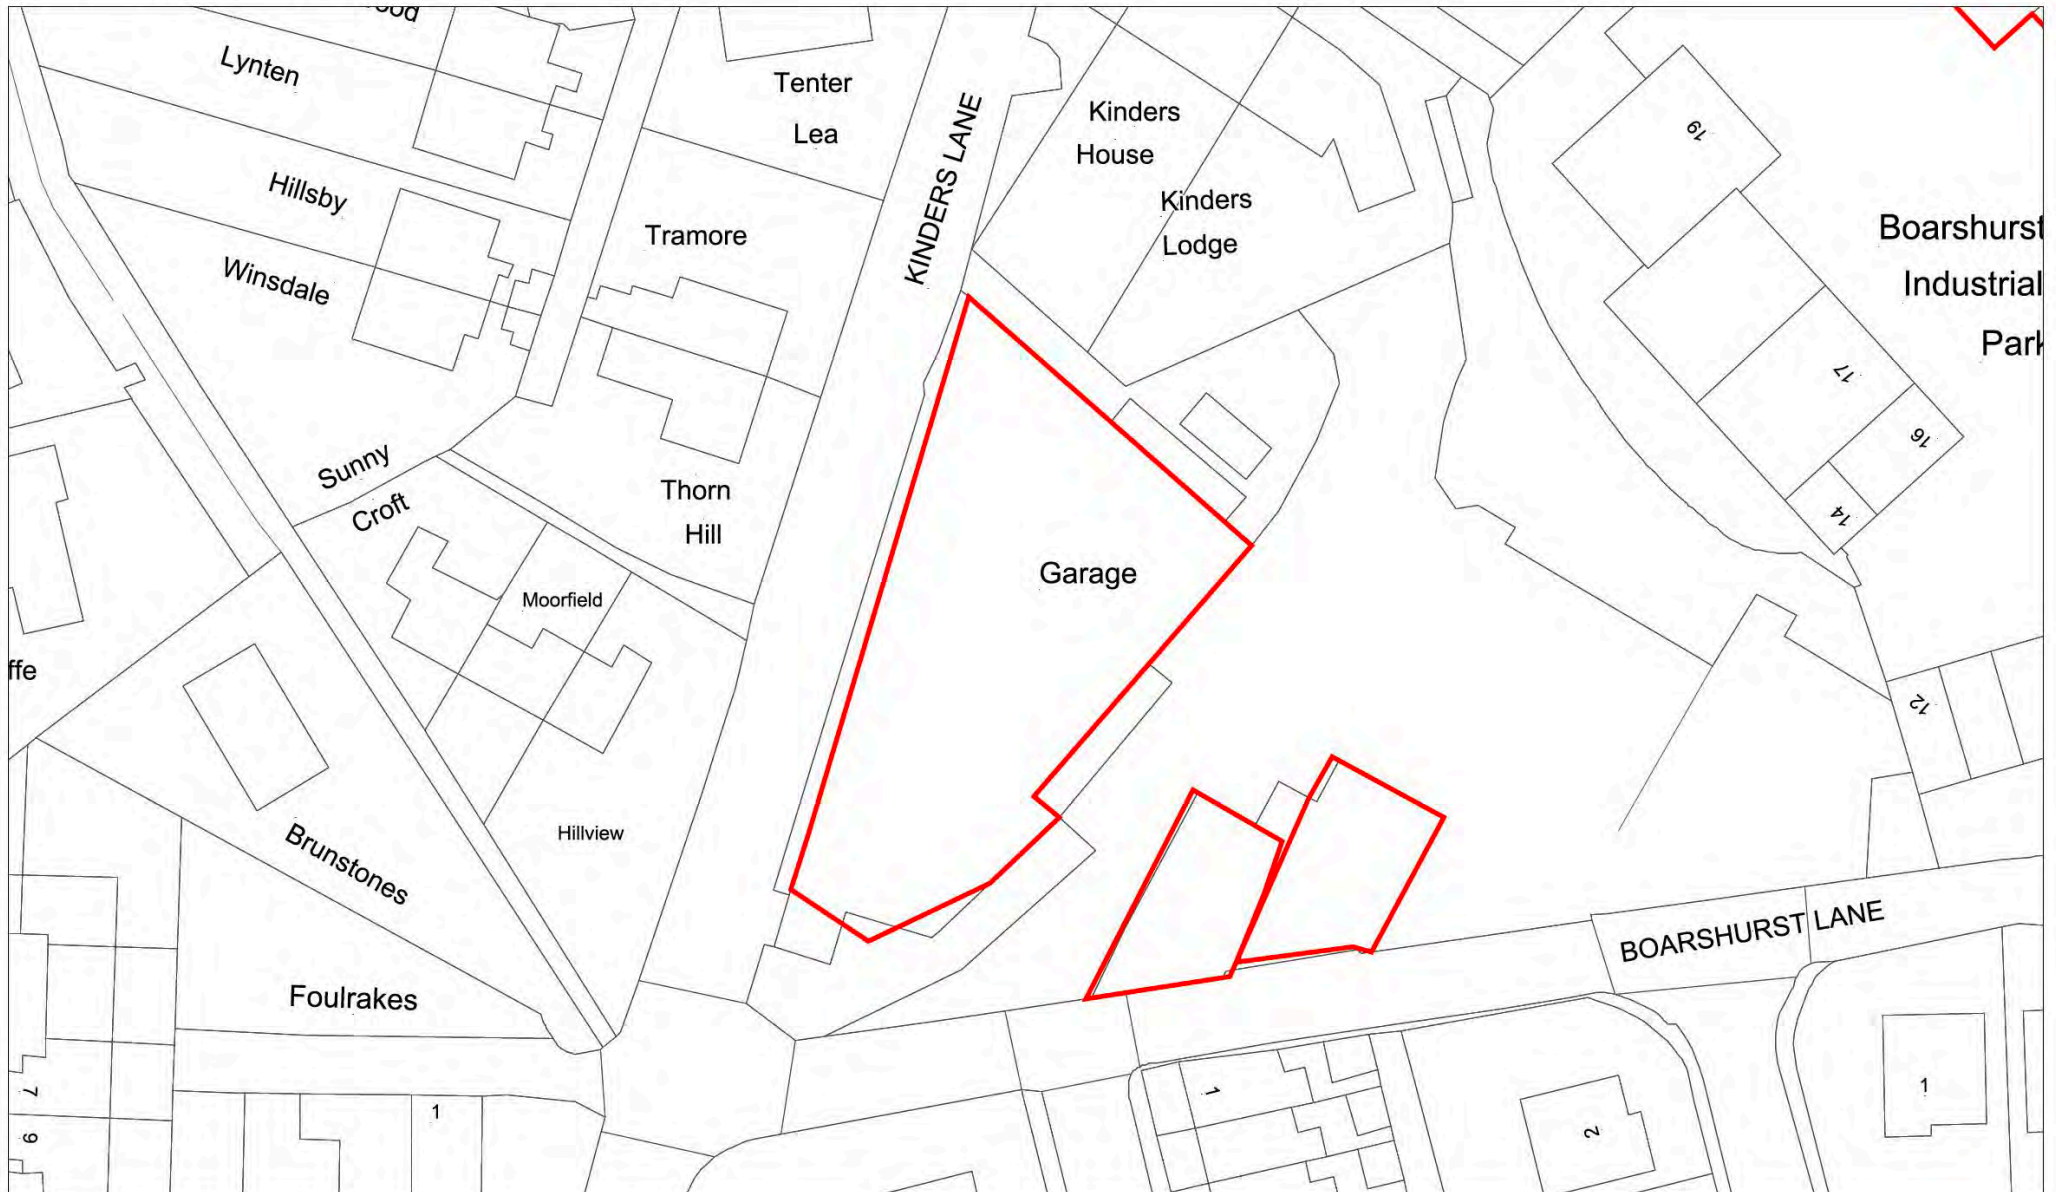 Lynten
Tenter
Lea
KINDERS LANE
Kinders
House
Kinders
Lodge
19
Boarshurst
Industrial
Park
Hillsby
Winsdale
Tramore
17
16
14
Sunny
Croft
Thorn
Hill
Garage
Moorfield
ffe
12
Hillview
Brunstones
BOARSHURST LANE
Foulrakes
7
9
1
1
2
1